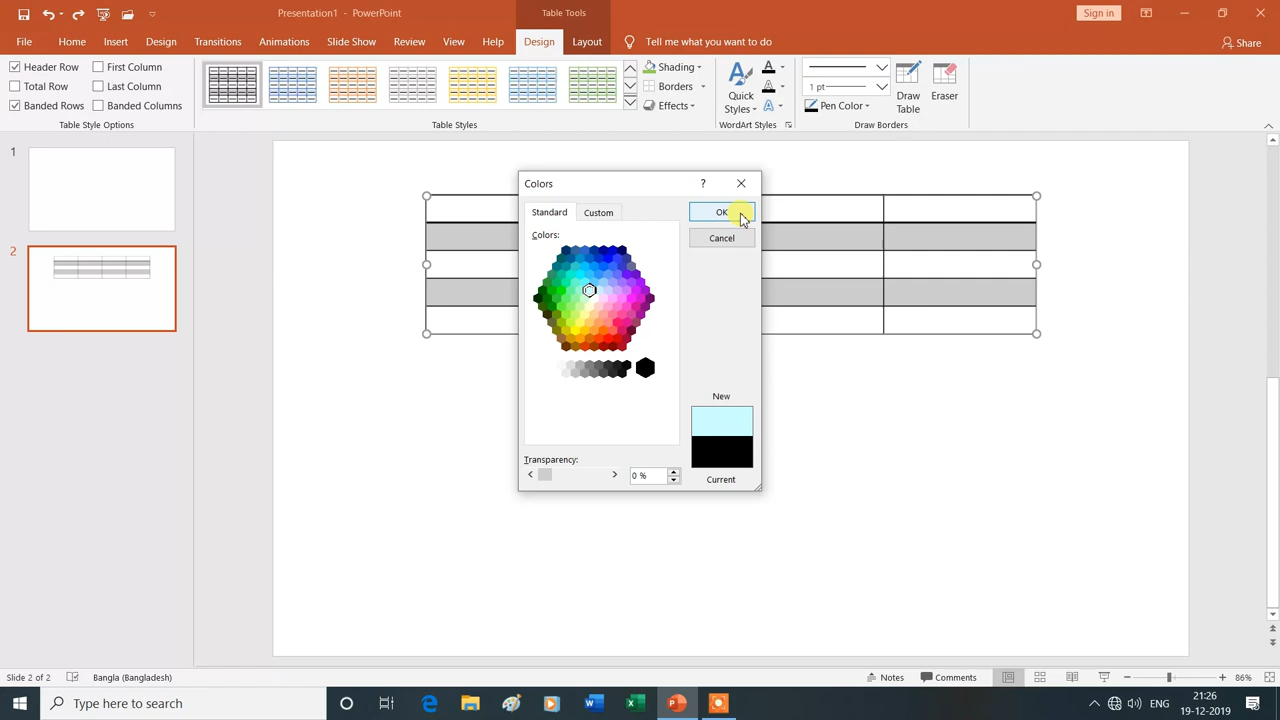 Presentation1 - PowerPoint
Table Tools
Sign in
File Home Insert Design Transitions Animations Slide Show Review View Help Design Layout Tell me what you want to do Share
Header Row First Column
Total Row Last Column
Banded Rows Banded Columns
Table Style Options
Table Styles
Shading
Borders
Effects
Quick Styles
WordArt Styles
1 pt
Pen Color
Draw Table
Eraser
Draw Borders
1
2
Colors
?
Standard Custom
OK
Cancel
Colors:
New
Current
Transparency:
0 %
Slide 2 of 2 Bangla (Bangladesh) Notes Comments 86%
Type here to search
ENG
21:26
19-12-2019